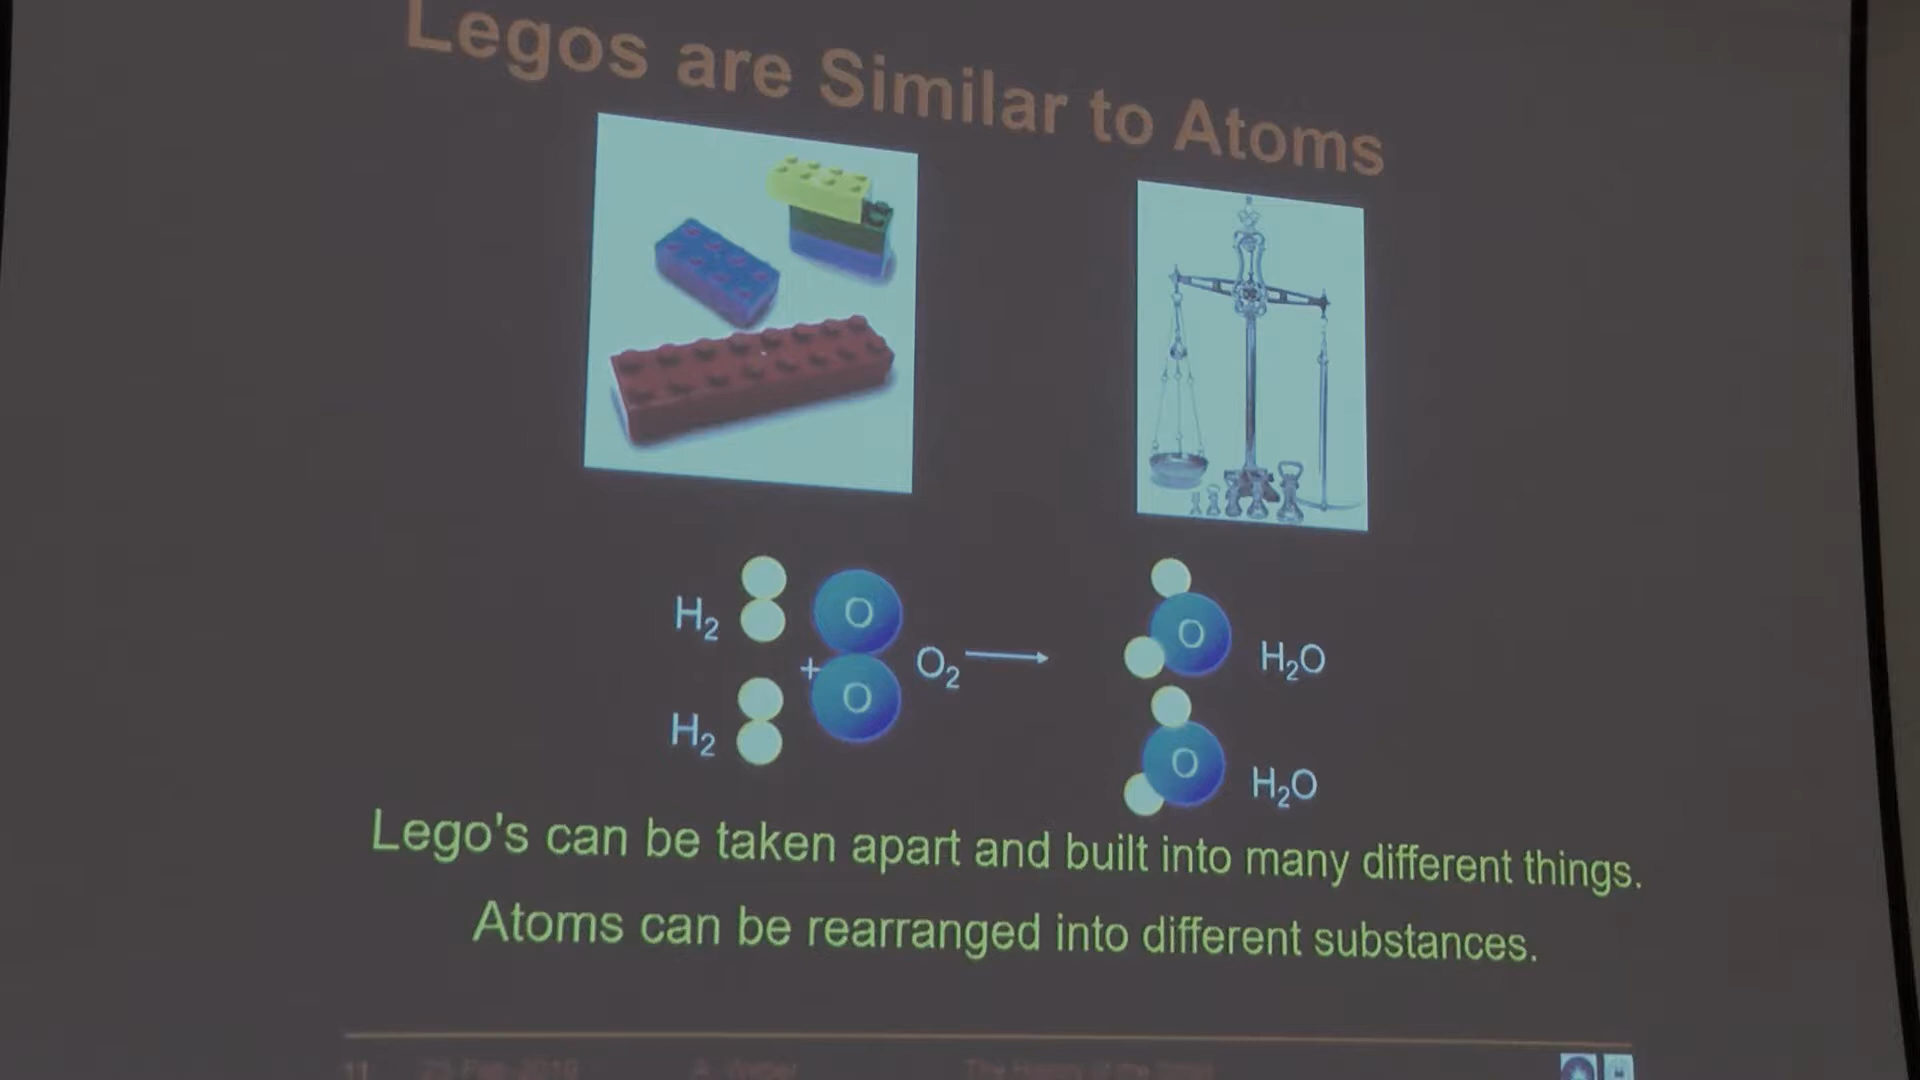 Legos are Similar to Atoms
H₂
O
+
O₂
O
H₂
O
H₂O
O
H₂O
Lego's can be taken apart and built into many different things.
Atoms can be rearranged into different substances.
11